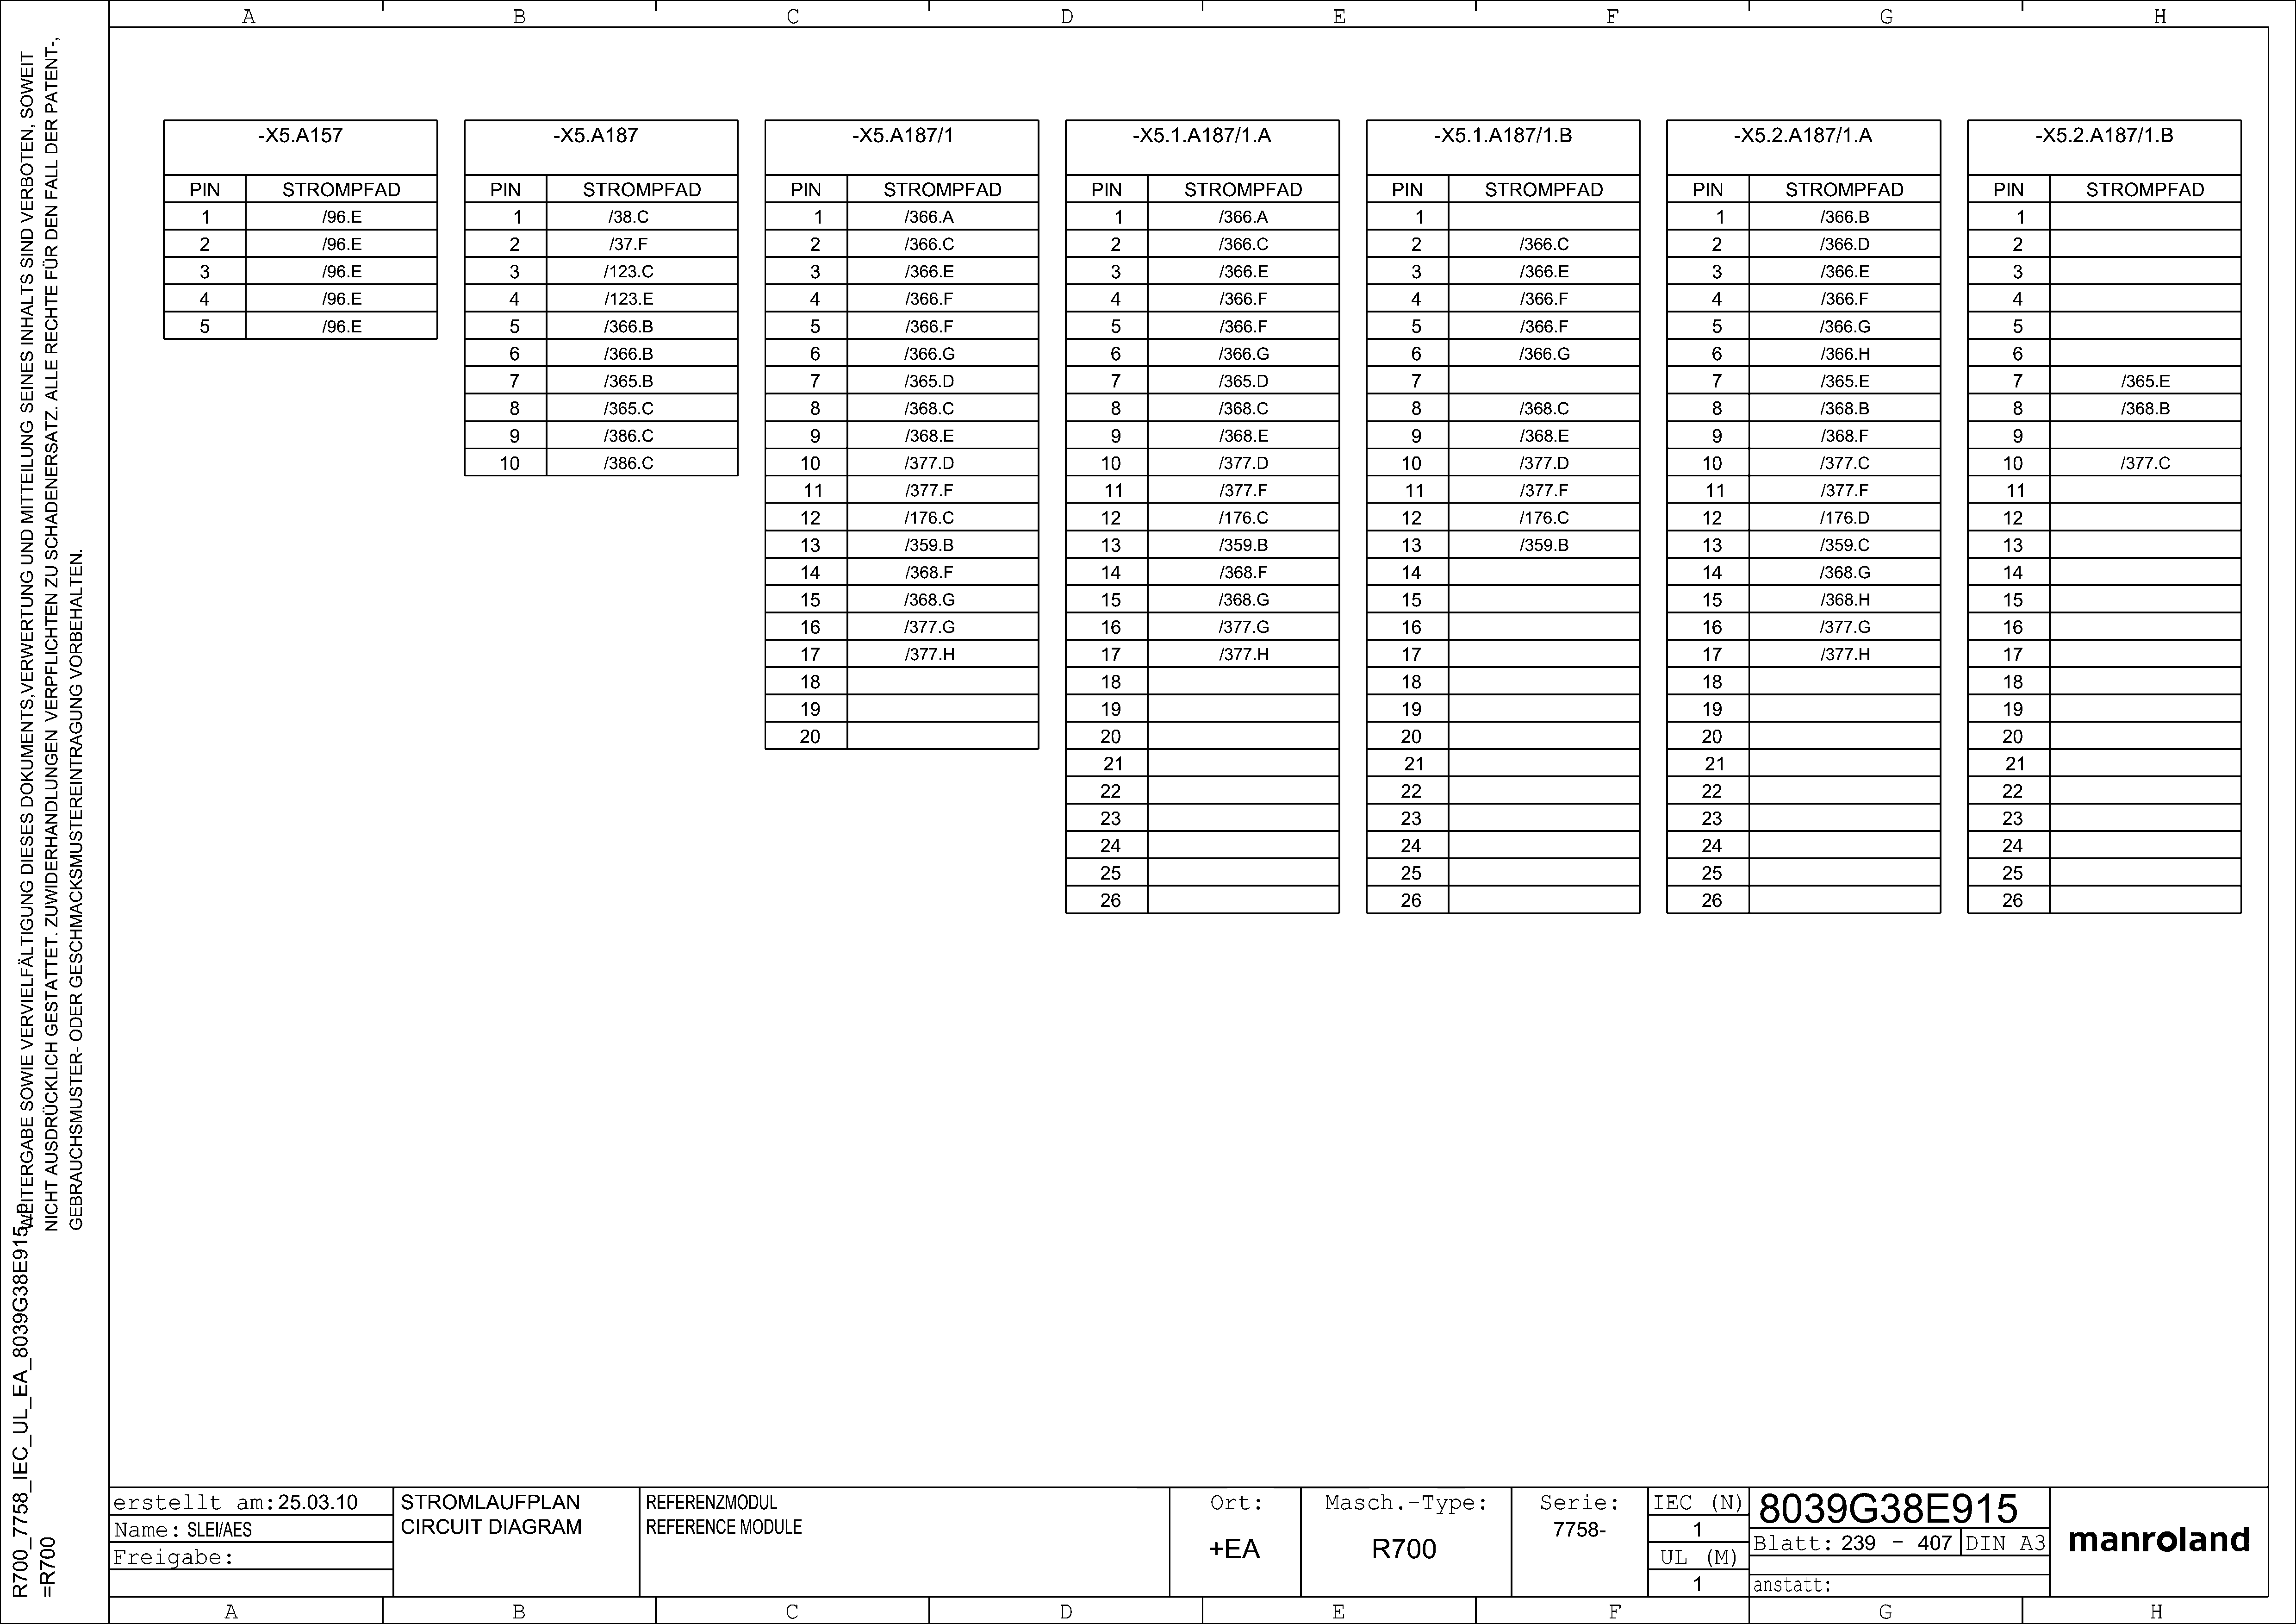 A B C D E F G H
WEITERGABE SOWIE VERVIELFÄLTIGUNG DIESES DOKUMENTS,VERWERTUNG UND MITTEILUNG SEINES INHALTS SIND VERBOTEN, SOWEIT
NICHT AUSDRÜCKLICH GESTATTET. ZUWIDERHANDLUNGEN VERPFLICHTEN ZU SCHADENERSATZ. ALLE RECHTE FÜR DEN FALL DER PATENT-,
GEBRAUCHSMUSTER- ODER GESCHMACKSMUSTEREINTRAGUNG VORBEHALTEN.
R700_7758_IEC_UL_EA_8039G38E915_P
=R700
-X5.A157
PIN STROMPFAD
1 /96.E
2 /96.E
3 /96.E
4 /96.E
5 /96.E
-X5.A187
PIN STROMPFAD
1 /38.C
2 /37.F
3 /123.C
4 /123.E
5 /366.B
6 /366.B
7 /365.B
8 /365.C
9 /386.C
10 /386.C
-X5.A187/1
PIN STROMPFAD
1 /366.A
2 /366.C
3 /366.E
4 /366.F
5 /366.F
6 /366.G
7 /365.D
8 /368.C
9 /368.E
10 /377.D
11 /377.F
12 /176.C
13 /359.B
14 /368.F
15 /368.G
16 /377.G
17 /377.H
18
19
20
-X5.1.A187/1.A
PIN STROMPFAD
1 /366.A
2 /366.C
3 /366.E
4 /366.F
5 /366.F
6 /366.G
7 /365.D
8 /368.C
9 /368.E
10 /377.D
11 /377.F
12 /176.C
13 /359.B
14 /368.F
15 /368.G
16 /377.G
17 /377.H
18
19
20
21
22
23
24
25
26
-X5.1.A187/1.B
PIN STROMPFAD
1
2 /366.C
3 /366.E
4 /366.F
5 /366.F
6 /366.G
7
8 /368.C
9 /368.E
10 /377.D
11 /377.F
12 /176.C
13 /359.B
14
15
16
17
18
19
20
21
22
23
24
25
26
-X5.2.A187/1.A
PIN STROMPFAD
1 /366.B
2 /366.D
3 /366.E
4 /366.F
5 /366.G
6 /366.H
7 /365.E
8 /368.B
9 /368.F
10 /377.C
11 /377.F
12 /176.D
13 /359.C
14 /368.G
15 /368.H
16 /377.G
17 /377.H
18
19
20
21
22
23
24
25
26
-X5.2.A187/1.B
PIN STROMPFAD
1
2
3
4
5
6
7 /365.E
8 /368.B
9
10 /377.C
11
12
13
14
15
16
17
18
19
20
21
22
23
24
25
26
erstellt am: 25.03.10
Name: SLEI/AES
Freigabe:
STROMLAUFPLAN
CIRCUIT DIAGRAM
REFERENZMODUL
REFERENCE MODULE
Ort:
+EA
Masch.-Type:
R700
Serie:
7758-
IEC (N)
1
UL (M)
1
8039G38E915
Blatt: 239 - 407 DIN A3
anstatt:
manroland
A B C D E F G H